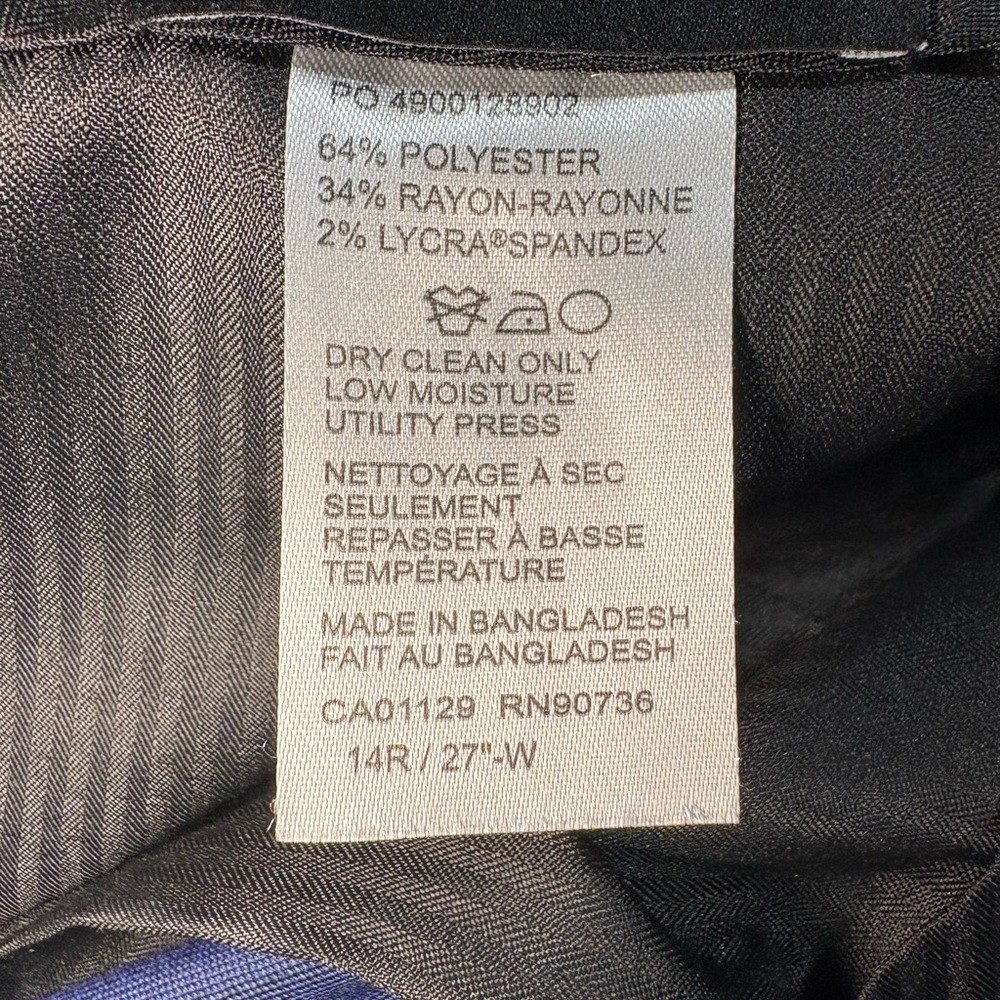 PO 4900128902
64% POLYESTER
34% RAYON-RAYONNE
2% LYCRA®SPANDEX
DRY CLEAN ONLY
LOW MOISTURE
UTILITY PRESS
NETTOYAGE À SEC
SEULEMENT
REPASSER À BASSE
TEMPÉRATURE
MADE IN BANGLADESH
FAIT AU BANGLADESH
CA01129 RN90736
14R / 27"-W